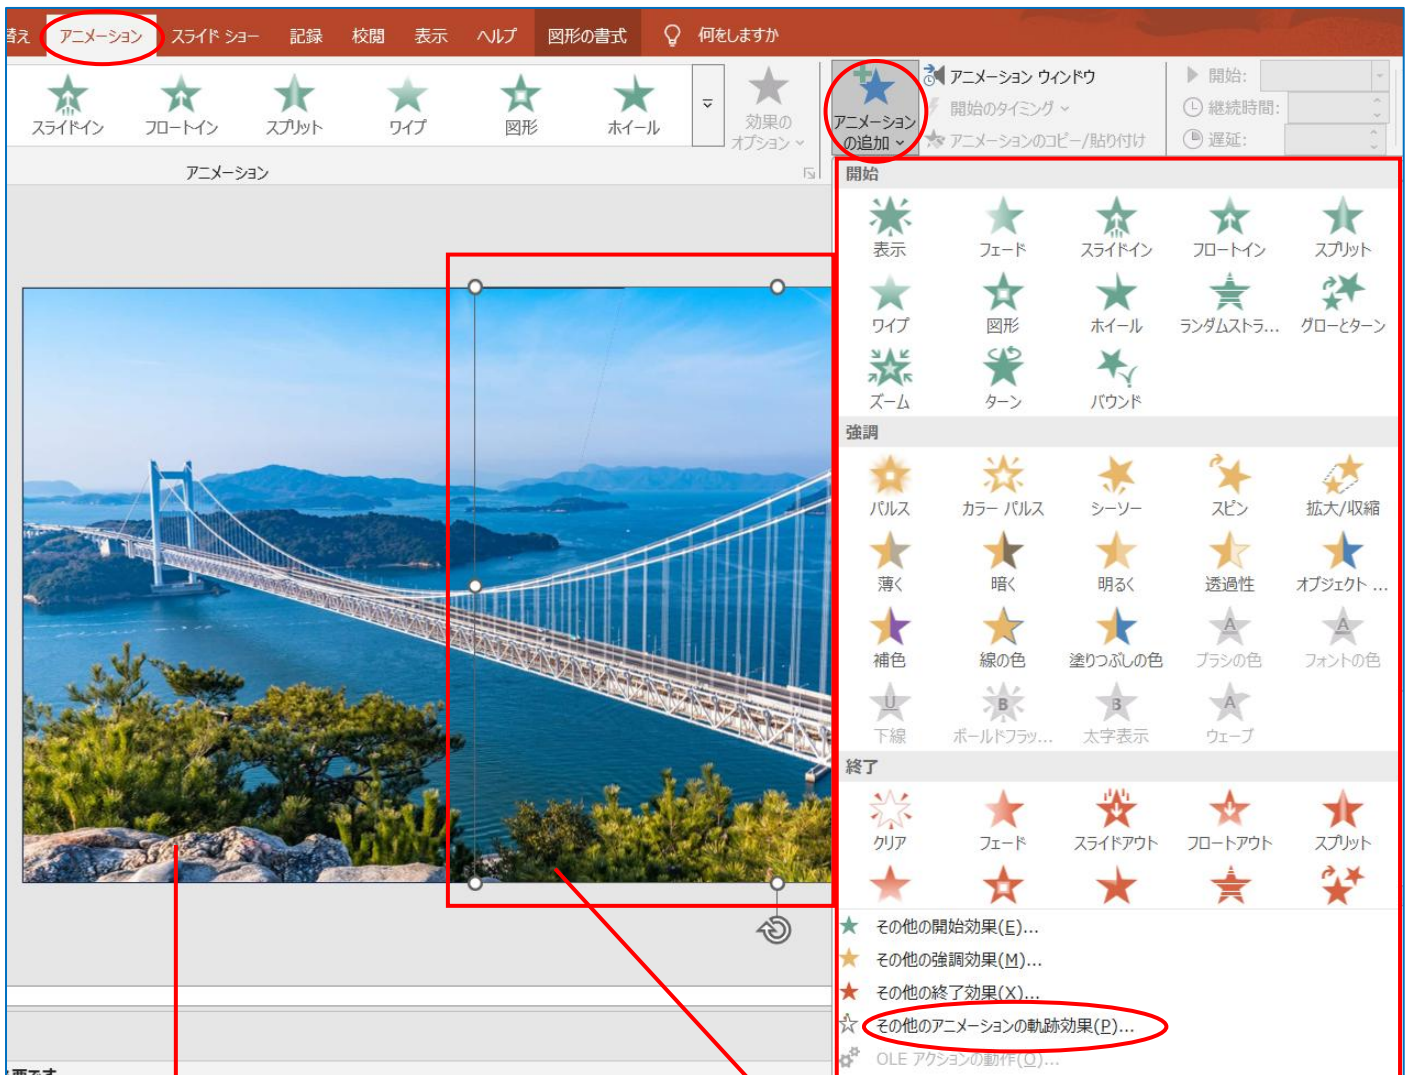 替え アニメーション スライド ショー 記録 校閲 表示 ヘルプ 図形の書式 何をしますか
スライドイン フロートイン スプリット ワイプ 図形 ホイール
効果の
オプション
アニメーション
の追加
アニメーション ウィンドウ
開始のタイミング
アニメーションのコピー/貼り付け
開始:
継続時間:
遅延:
アニメーション
開始
表示 フェード スライドイン フロートイン スプリット
ワイプ 図形 ホイール ランダムストラ... グローとターン
ズーム ターン バウンド
強調
パルス カラー パルス シーソー スピン 拡大/収縮
薄く 暗く 明るく 透過性 オブジェクト ...
補色 線の色 塗りつぶしの色 ブラシの色 フォントの色
下線 ボールドフラッ... 太字表示 ウェーブ
終了
クリア フェード スライドアウト フロートアウト スプリット
その他の開始効果(E)...
その他の強調効果(M)...
その他の終了効果(X)...
その他のアニメーションの軌跡効果(P)...
OLE アクションの動作(O)...